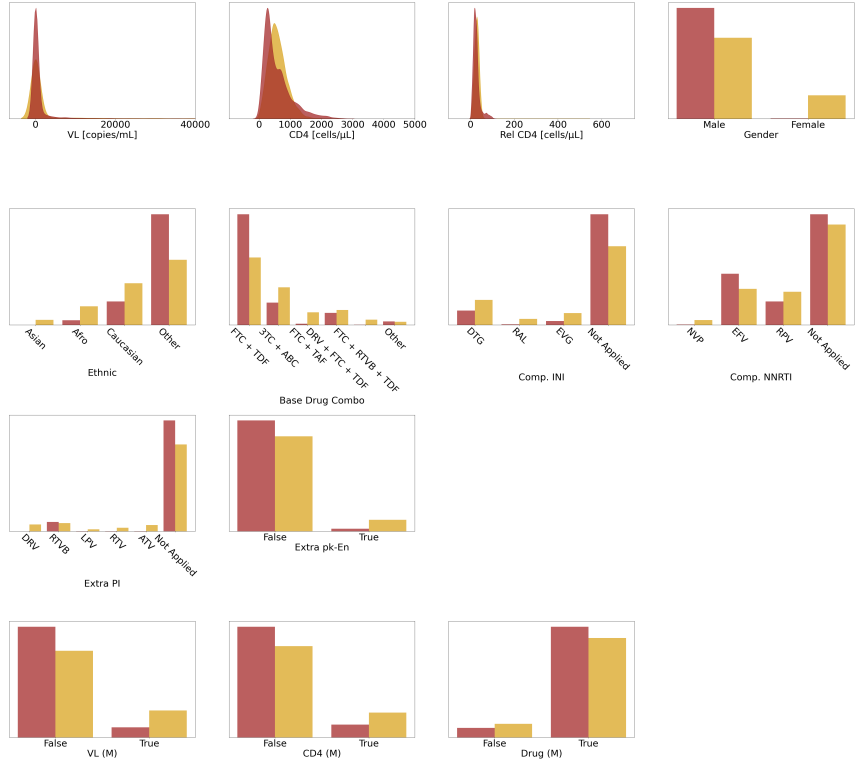 0 20000 40000
VL [copies/mL]
0 1000 2000 3000 4000 5000
CD4 [cells/μL]
0 200 400 600
Rel CD4 [cells/μL]
Male Female
Gender
Asian Afro Caucasian Other
Ethnic
FTC + TDF 3TC + ABC FTC + TAF DRV + FTC + TDF FTC + RTVB + TDF Other
Base Drug Combo
DTG RAL EVG Not Applied
Comp. INI
NVP EFV RPV Not Applied
Comp. NNRTI
DRV RTVB LPV RTV ATV Not Applied
Extra PI
False True
Extra pk-En
False True
VL (M)
False True
CD4 (M)
False True
Drug (M)